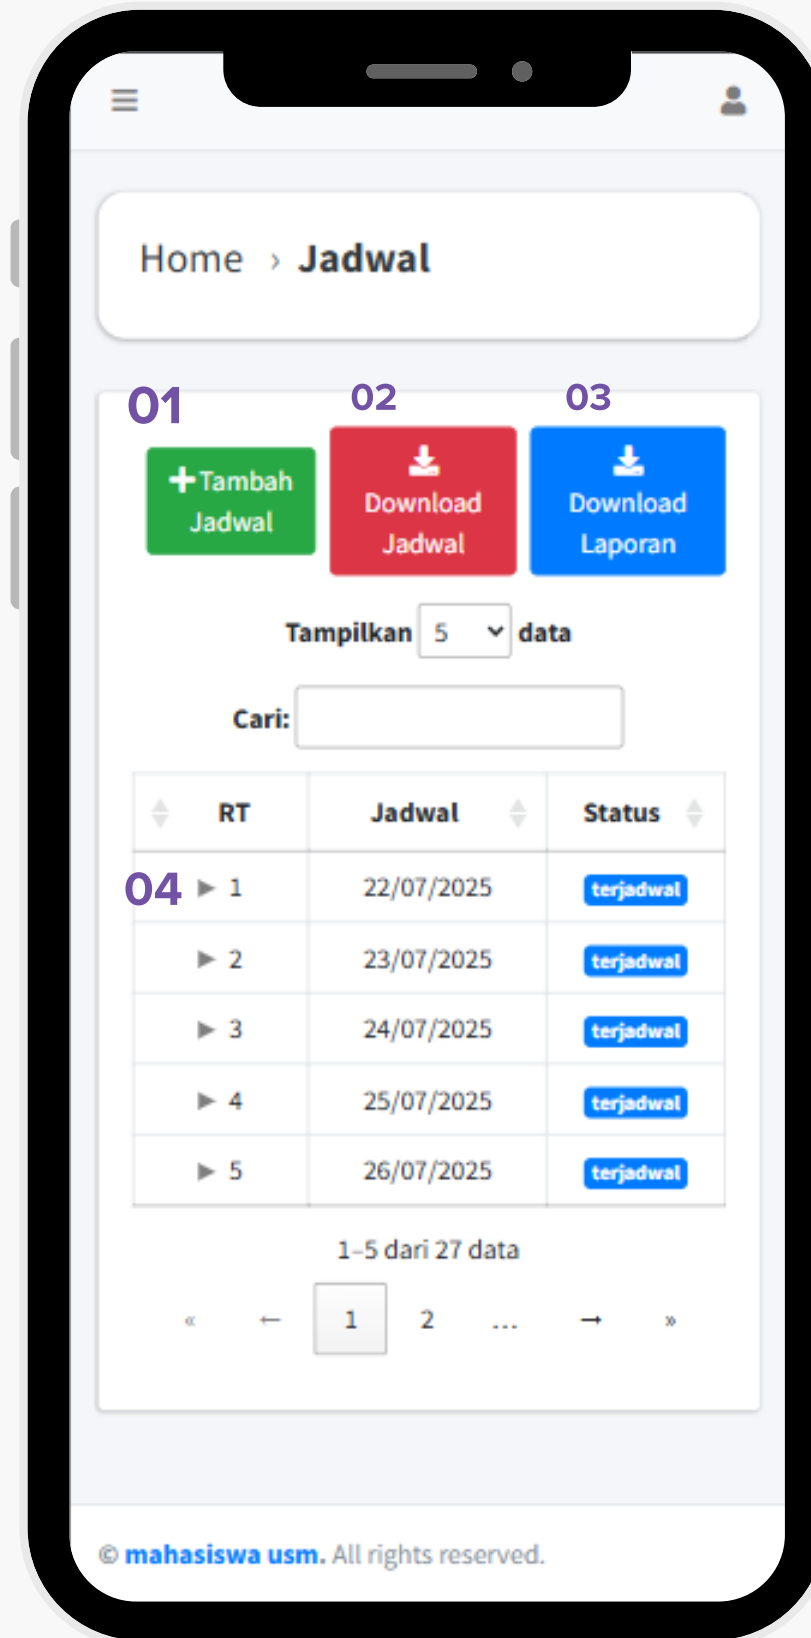 Home › Jadwal
01 02 03
Tambah Jadwal
Download Jadwal
Download Laporan
Tampilkan 5 data
Cari:
RT Jadwal Status
04 ▶ 1 22/07/2025 terjadwal
▶ 2 23/07/2025 terjadwal
▶ 3 24/07/2025 terjadwal
▶ 4 25/07/2025 terjadwal
▶ 5 26/07/2025 terjadwal
1–5 dari 27 data
« ← 1 2 ... → »
© mahasiswa usm. All rights reserved.